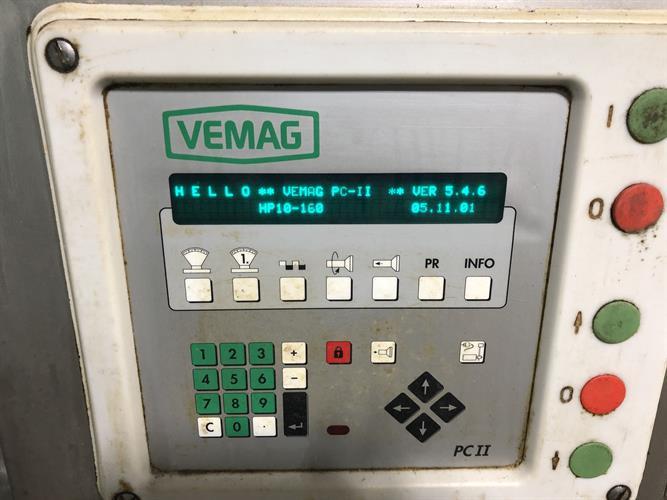 VEMAG
HELLO ** VEMAG PC-II ** VER 5.4.6
HP10-160 05.11.01
1. PR INFO
1 2 3 +
4 5 6 -
7 8 9
C 0 .
PC II
I
0
0